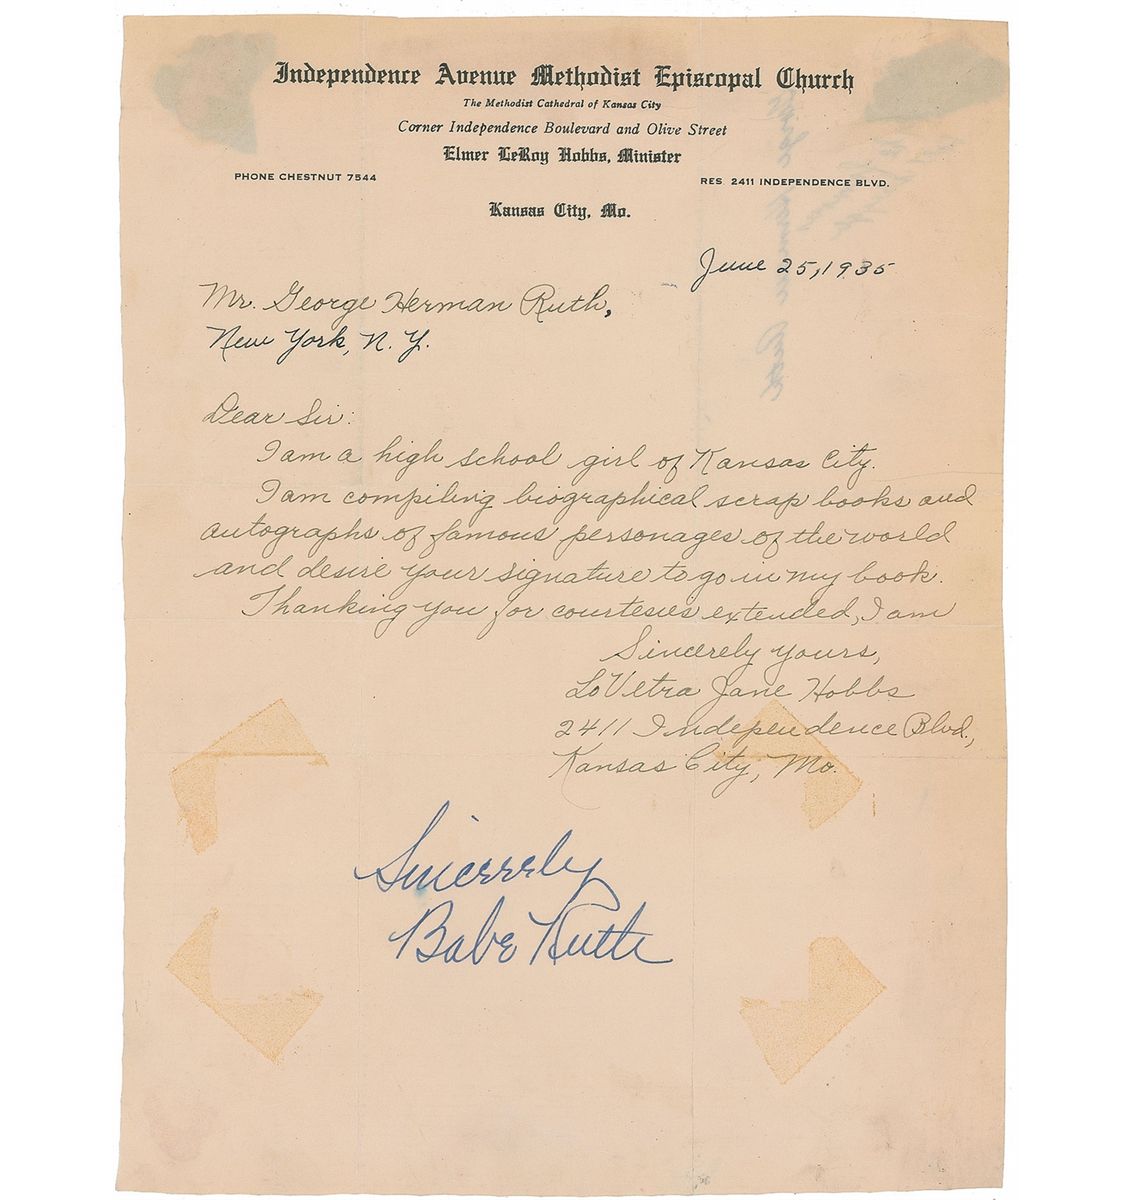 Independence Avenue Methodist Episcopal Church
The Methodist Cathedral of Kansas City
Corner Independence Boulevard and Olive Street
Elmer LeRoy Hobbs, Minister
PHONE CHESTNUT 7544
RES. 2411 INDEPENDENCE BLVD.
Kansas City, Mo.
June 25, 1935
Mr. George Herman Ruth,
New York, N. Y.
Dear Sir:
I am a high school girl of Kansas City.
I am compiling biographical scrap books and
autographs of famous personages of the world
and desire your signature to go in my book.
Thanking you for courtesies extended, I am
Sincerely yours,
LoVetra Jane Hobbs
2411 Independence Blvd.,
Kansas City, Mo.
Sincerely
Babe Ruth